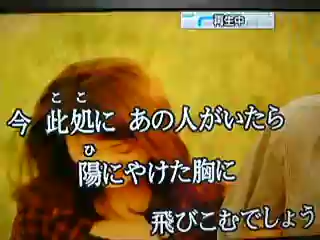 再生中
ここ
今 此処に あの人がいたら
ひ
陽にやけた胸に
飛びこむでしょう